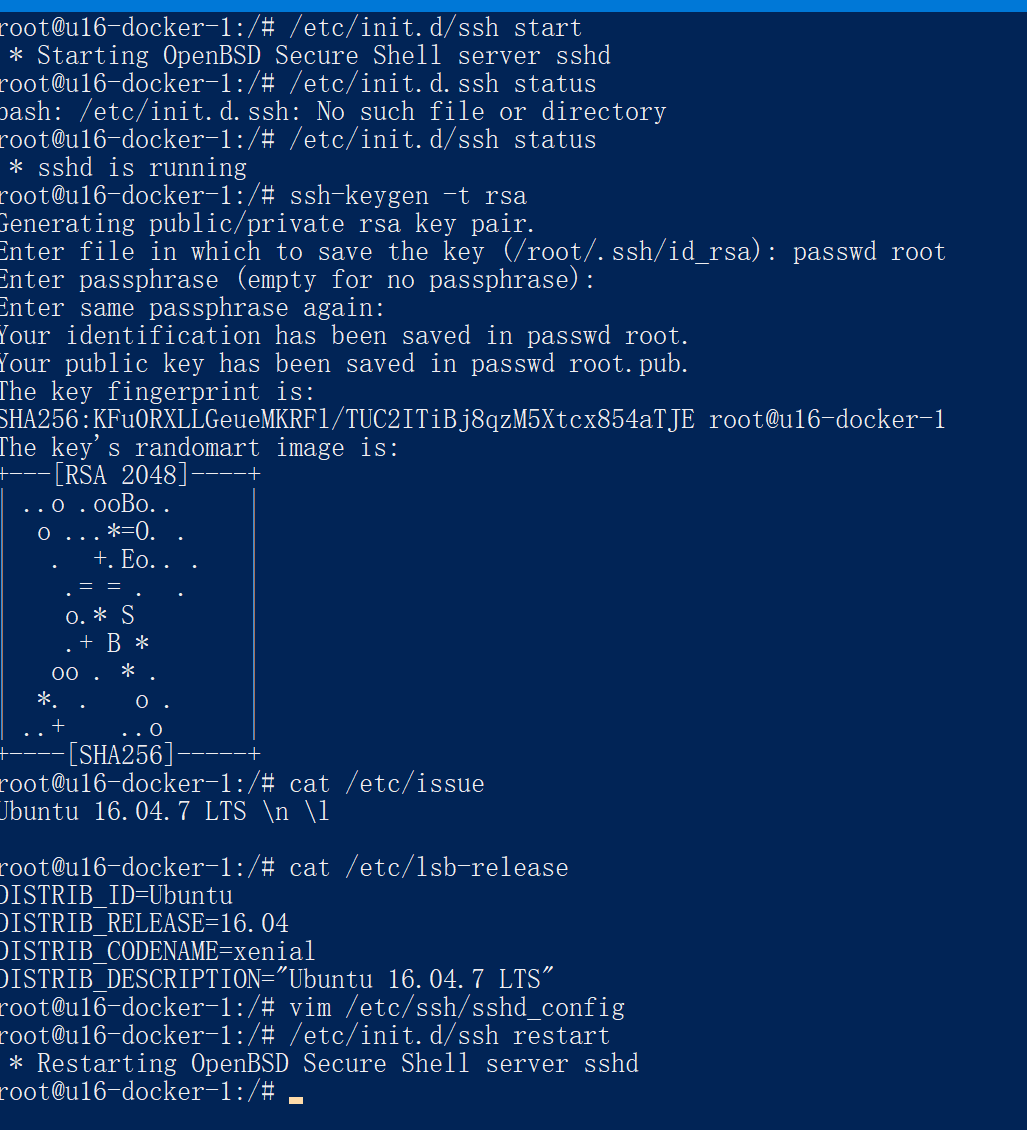 root@u16-docker-1:/# /etc/init.d/ssh start
 * Starting OpenBSD Secure Shell server sshd
root@u16-docker-1:/# /etc/init.d.ssh status
bash: /etc/init.d.ssh: No such file or directory
root@u16-docker-1:/# /etc/init.d/ssh status
 * sshd is running
root@u16-docker-1:/# ssh-keygen -t rsa
Generating public/private rsa key pair.
Enter file in which to save the key (/root/.ssh/id_rsa): passwd root
Enter passphrase (empty for no passphrase):
Enter same passphrase again:
Your identification has been saved in passwd root.
Your public key has been saved in passwd root.pub.
The key fingerprint is:
SHA256:KFuORXLLGeueMKRFl/TUC2ITiBj8qzM5Xtcx854aTJE root@u16-docker-1
The key's randomart image is:
+---[RSA 2048]----+
| ..o .ooBo..     |
|  o ...*=O. .    |
|   .  +.Eo.. .   |
|    .= = .  .    |
|    o.* S        |
|    .+ B *       |
|   oo . * .      |
|  *. .   o .     |
| ..+    ..o      |
+----[SHA256]-----+
root@u16-docker-1:/# cat /etc/issue
Ubuntu 16.04.7 LTS \n \l
root@u16-docker-1:/# cat /etc/lsb-release
DISTRIB_ID=Ubuntu
DISTRIB_RELEASE=16.04
DISTRIB_CODENAME=xenial
DISTRIB_DESCRIPTION="Ubuntu 16.04.7 LTS"
root@u16-docker-1:/# vim /etc/ssh/sshd_config
root@u16-docker-1:/# /etc/init.d/ssh restart
 * Restarting OpenBSD Secure Shell server sshd
root@u16-docker-1:/#